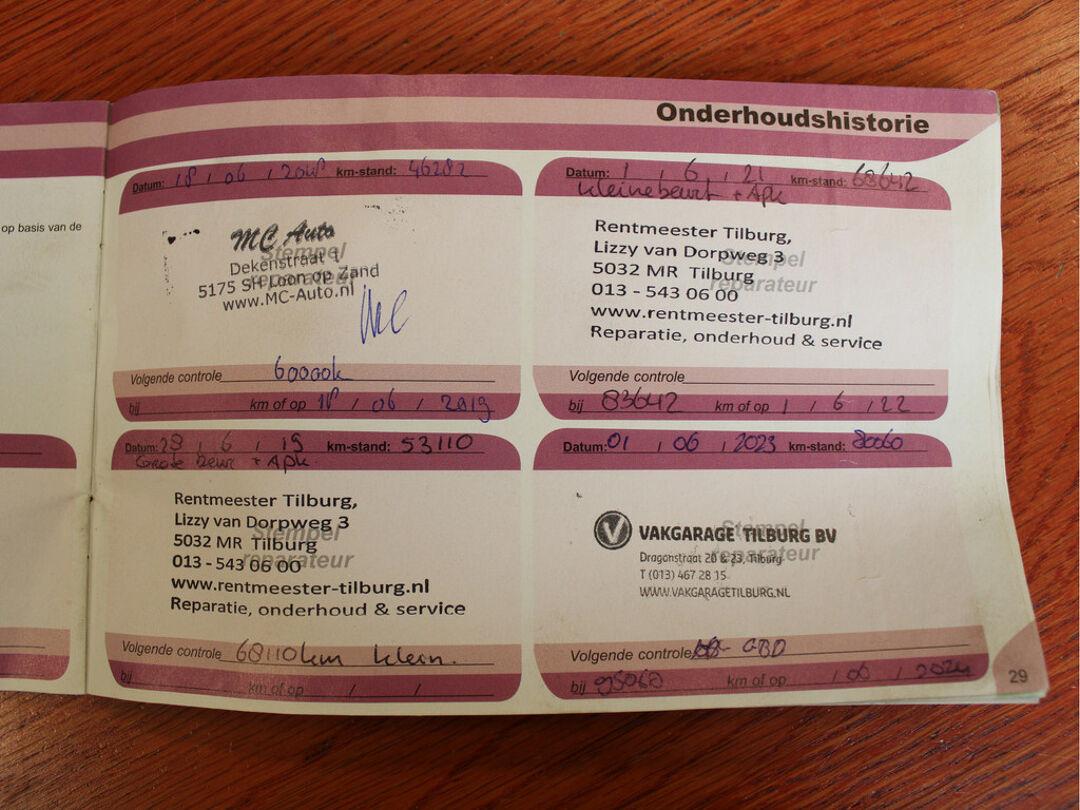 op basis van de
Onderhoudshistorie
Datum: 18 / 06 / 2018 km-stand: 46282
Stempel
reparateur
MC Auto
Dekenstraat 1
5175 SH Loon op Zand
www.MC-Auto.nl
Volgende controle 60000k
bij km of op 18 / 06 / 2019
Datum: 28 / 6 / 19 km-stand: 53110
Grote Beurt + Apk
Stempel
reparateur
Rentmeester Tilburg,
Lizzy van Dorpweg 3
5032 MR Tilburg
013 - 543 06 00
www.rentmeester-tilburg.nl
Reparatie, onderhoud & service
Volgende controle 68110km klein.
bij km of op / /
Datum: 1 / 6 / 21 km-stand: 68642
kleine beurt + Apk
Stempel
reparateur
Rentmeester Tilburg,
Lizzy van Dorpweg 3
5032 MR Tilburg
013 - 543 06 00
www.rentmeester-tilburg.nl
Reparatie, onderhoud & service
Volgende controle
bij 83642 km of op 1 / 6 / 22
Datum: 01 / 06 / 2023 km-stand: 80060
Stempel
reparateur
VAKGARAGE TILBURG BV
Dragonstraat 20 & 23, Tilburg
T (013) 467 28 15
WWW.VAKGARAGETILBURG.NL
Volgende controle GBD
bij 95060 km of op / 06 / 2024
29